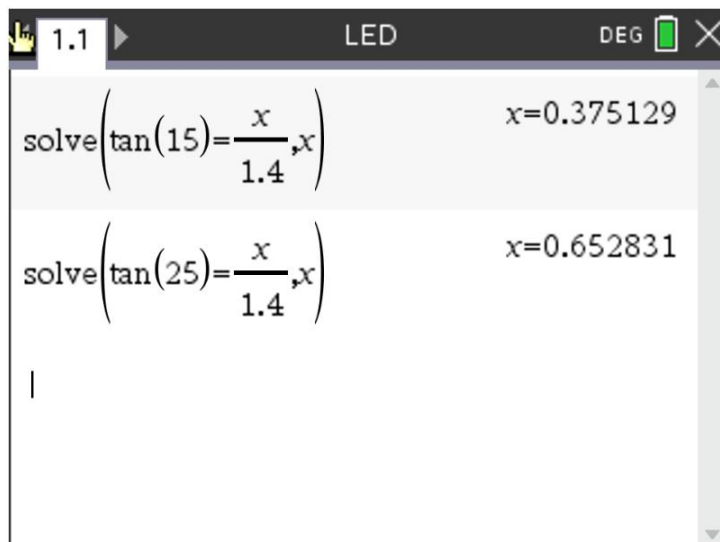 1.1 LED DEG
solve(tan(15)=x/1.4,x) x=0.375129
solve(tan(25)=x/1.4,x) x=0.652831